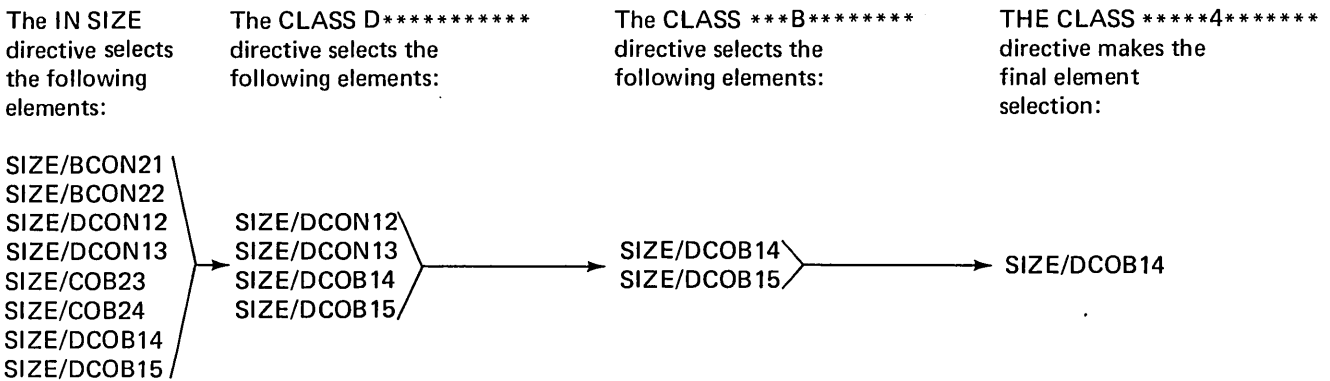 The IN SIZE
directive selects
the following
elements:
SIZE/BCON21
SIZE/BCON22
SIZE/DCON12
SIZE/DCON13
SIZE/COB23
SIZE/COB24
SIZE/DCOB14
SIZE/DCOB15
The CLASS D***********
directive selects the
following elements:
SIZE/DCON12
SIZE/DCON13
SIZE/DCOB14
SIZE/DCOB15
The CLASS ***B********
directive selects the
following elements:
SIZE/DCOB14
SIZE/DCOB15
THE CLASS *****4*******
directive makes the
final element
selection:
SIZE/DCOB14